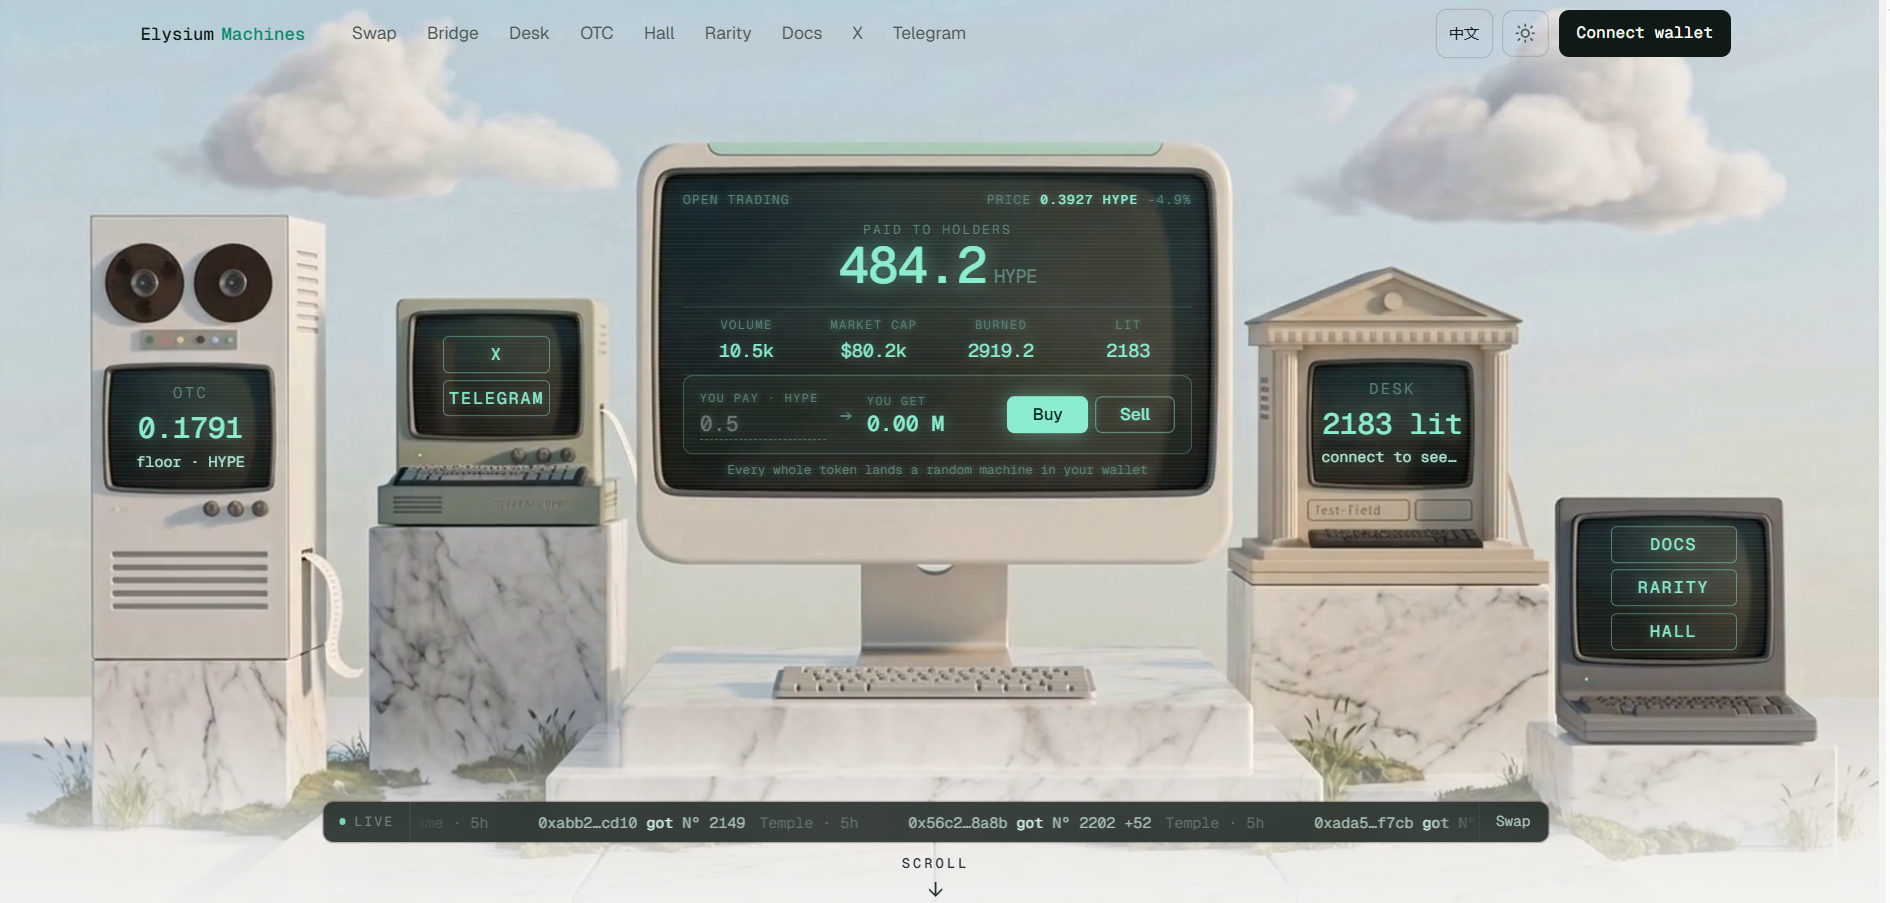 Elysium Machines
Swap
Bridge
Desk
OTC
Hall
Rarity
Docs
X
Telegram
中文
Connect wallet
OPEN TRADING
PRICE 0.3927 HYPE -4.9%
PAID TO HOLDERS
484.2 HYPE
VOLUME
10.5k
MARKET CAP
$80.2k
BURNED
2919.2
LIT
2183
YOU PAY · HYPE
0.5
→
YOU GET
0.00 M
Buy
Sell
Every whole token lands a random machine in your wallet
OTC
0.1791
floor · HYPE
X
TELEGRAM
DESK
2183 lit
connect to see…
Test-Field
DOCS
RARITY
HALL
LIVE
ame · 5h
0xabb2…cd10 got Nº 2149 Temple · 5h
0x56c2…8a8b got Nº 2202 +52 Temple · 5h
0xada5…f7cb got Nº
Swap
SCROLL
↓